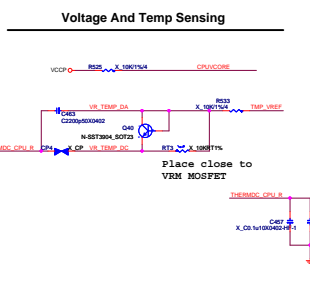 Voltage And Temp Sensing
VCCP R525 X_10K/1%/4 CPUVCORE
R533
C463 VR_TEMP_DA X_10K/1%/4 TMP_VREF
C2200p50X0402
Q40
N-SST3904_SOT23
MDC_CPU_R CP4 X_CP VR_TEMP_DC RT3 X_10KRT1%
Place close to
VRM MOSFET
THERMDC_CPU_R
C457
X_C0.1u10X0402-HF-1